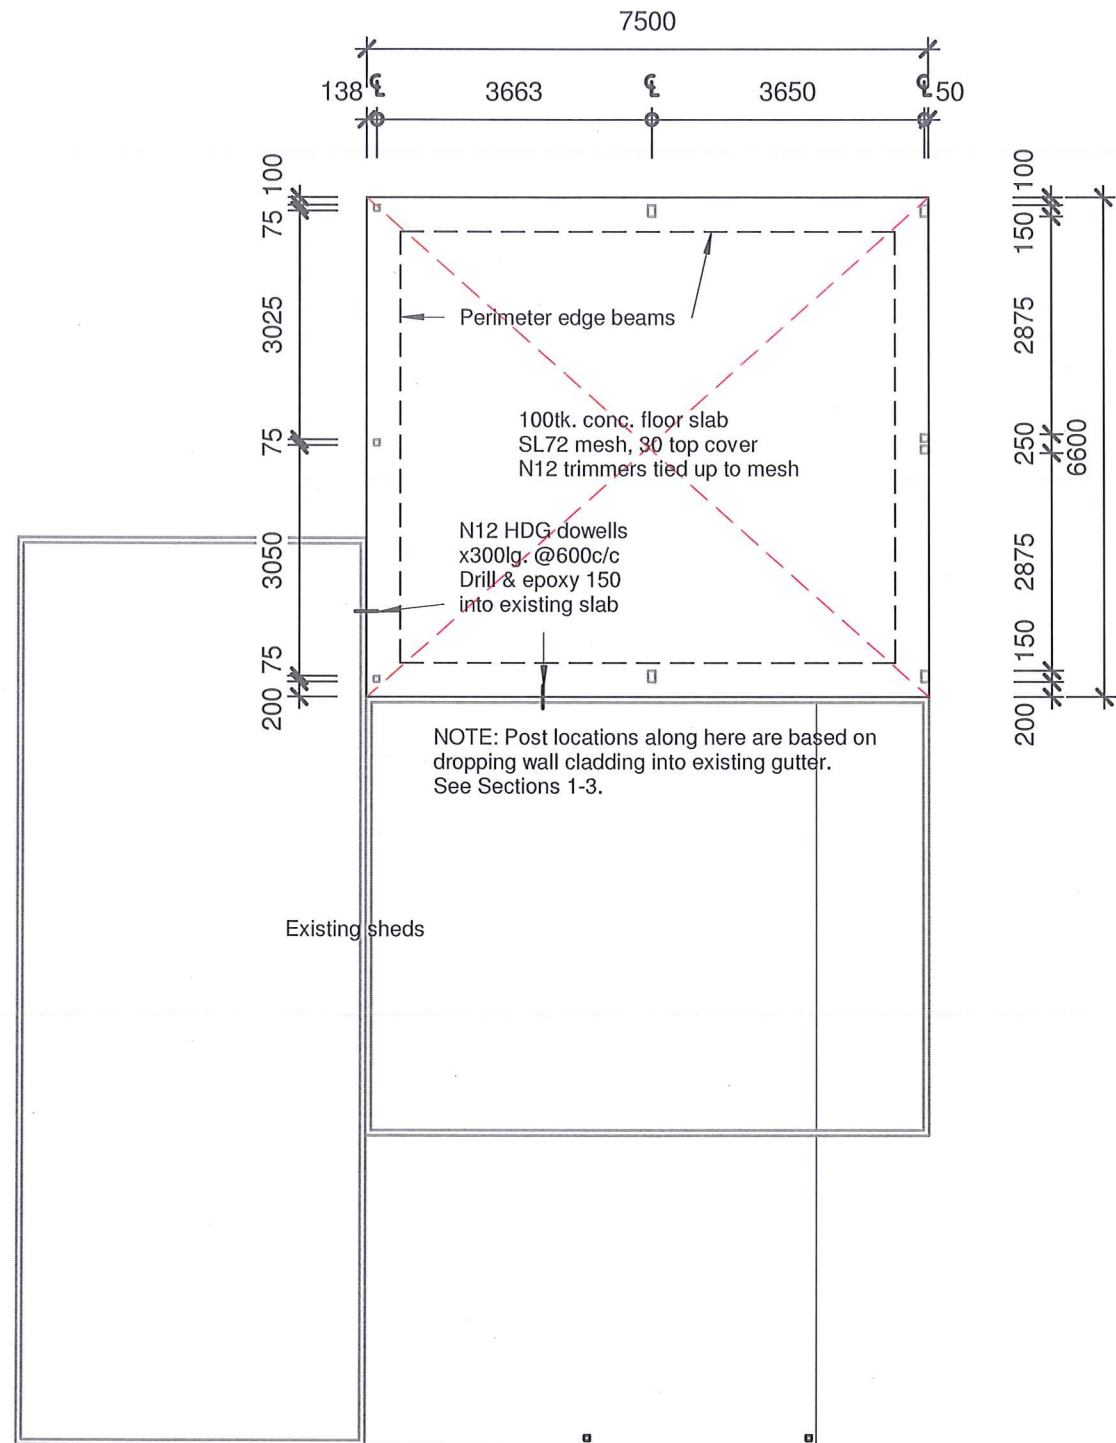 7500
138 ℄ 3663 ℄ 3650 ℄ 50
100
75
3025
75
3050
75
200
100
150
2875
250
2875
150
200
6600
Perimeter edge beams
100tk. conc. floor slab
SL72 mesh, 30 top cover
N12 trimmers tied up to mesh
N12 HDG dowells
x300lg. @600c/c
Drill & epoxy 150
into existing slab
NOTE: Post locations along here are based on
dropping wall cladding into existing gutter.
See Sections 1-3.
Existing sheds